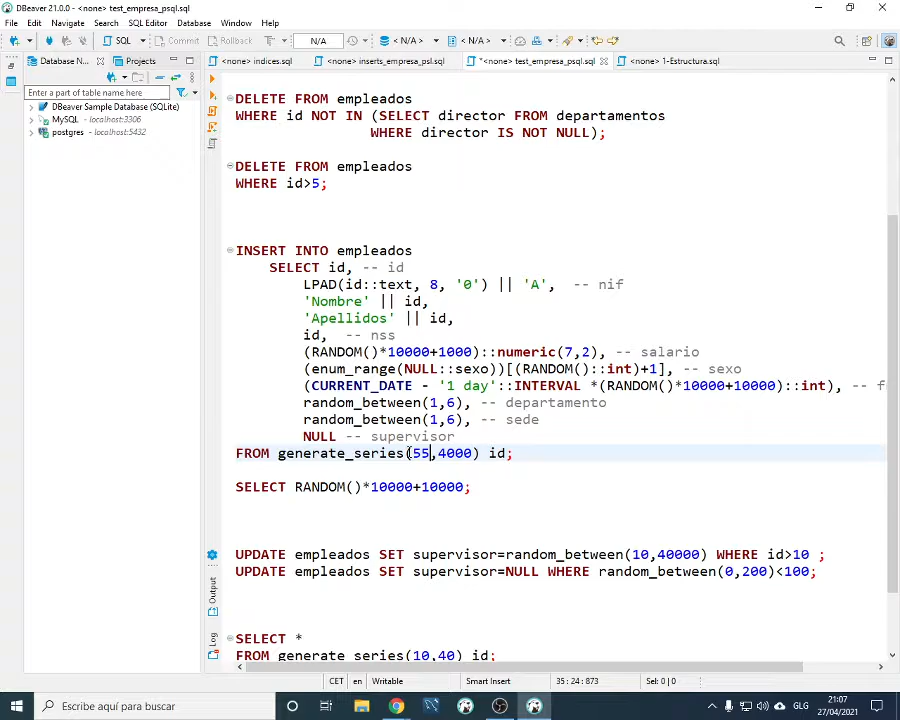 DBeaver 21.0.0 - <none> test_empresa_psql.sql
File Edit Navigate Search SQL Editor Database Window Help
SQL Commit Rollback N/A < N/A > < N/A >
Database N... Projects <none> indices.sql <none> inserts_empresa_psl.sql *<none> test_empresa_psql.sql <none> 1-Estructura.sql
Enter a part of table name here
DBeaver Sample Database (SQLite)
MySQL - localhost:3306
postgres - localhost:5432
DELETE FROM empleados
WHERE id NOT IN (SELECT director FROM departamentos
WHERE director IS NOT NULL);
DELETE FROM empleados
WHERE id>5;
INSERT INTO empleados
SELECT id, -- id
LPAD(id::text, 8, '0') || 'A', -- nif
'Nombre' || id,
'Apellidos' || id,
id, -- nss
(RANDOM()*10000+1000)::numeric(7,2), -- salario
(enum_range(NULL::sexo))[(RANDOM()::int)+1], -- sexo
(CURRENT_DATE - '1 day'::INTERVAL *(RANDOM()*10000+10000)::int), -- f
random_between(1,6), -- departamento
random_between(1,6), -- sede
NULL -- supervisor
FROM generate_series(55,4000) id;
SELECT RANDOM()*10000+10000;
UPDATE empleados SET supervisor=random_between(10,40000) WHERE id>10 ;
UPDATE empleados SET supervisor=NULL WHERE random_between(0,200)<100;
Output
Log
SELECT *
FROM generate_series(10,40) id;
CET en Writable Smart Insert 35 : 24 : 873 Sel: 0 | 0
Escribe aquí para buscar
GLG
21:07
27/04/2021